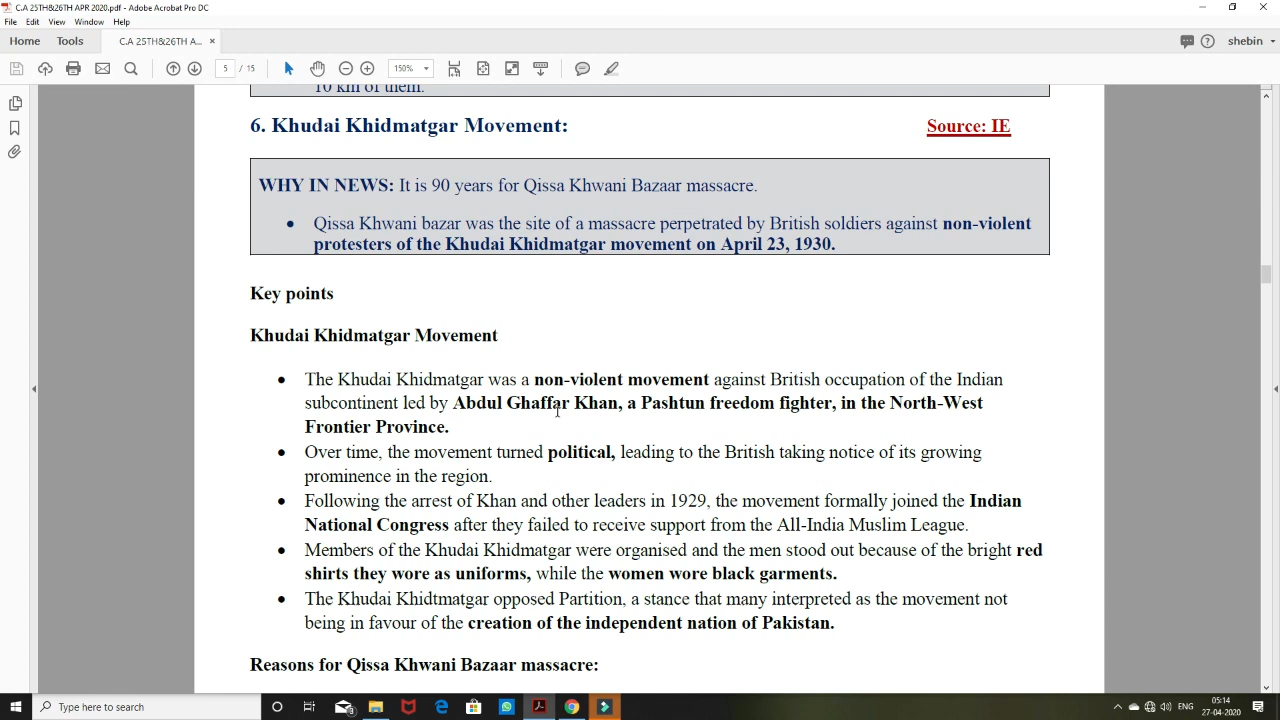 C.A 25TH&26TH APR 2020.pdf - Adobe Acrobat Pro DC
File Edit View Window Help
Home Tools C.A 25TH&26TH A... × shebin
5 / 15 150%
10 km of them.
6. Khudai Khidmatgar Movement: Source: IE
WHY IN NEWS: It is 90 years for Qissa Khwani Bazaar massacre.
• Qissa Khwani bazar was the site of a massacre perpetrated by British soldiers against non-violent
protesters of the Khudai Khidmatgar movement on April 23, 1930.
Key points
Khudai Khidmatgar Movement
• The Khudai Khidmatgar was a non-violent movement against British occupation of the Indian
subcontinent led by Abdul Ghaffar Khan, a Pashtun freedom fighter, in the North-West
Frontier Province.
• Over time, the movement turned political, leading to the British taking notice of its growing
prominence in the region.
• Following the arrest of Khan and other leaders in 1929, the movement formally joined the Indian
National Congress after they failed to receive support from the All-India Muslim League.
• Members of the Khudai Khidmatgar were organised and the men stood out because of the bright red
shirts they wore as uniforms, while the women wore black garments.
• The Khudai Khidtmatgar opposed Partition, a stance that many interpreted as the movement not
being in favour of the creation of the independent nation of Pakistan.
Reasons for Qissa Khwani Bazaar massacre:
Type here to search
ENG
05:14
27-04-2020